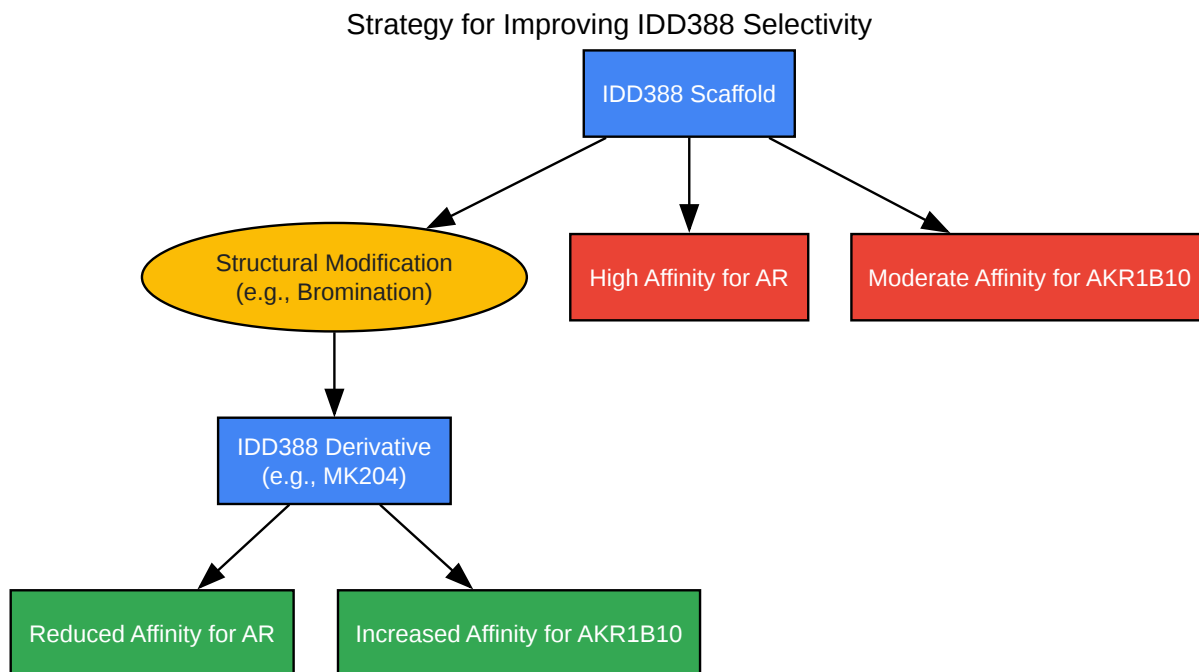 Strategy for Improving IDD388 Selectivity
IDD388 Scaffold
Structural Modification
(e.g., Bromination)
High Affinity for AR
Moderate Affinity for AKR1B10
IDD388 Derivative
(e.g., MK204)
Reduced Affinity for AR
Increased Affinity for AKR1B10